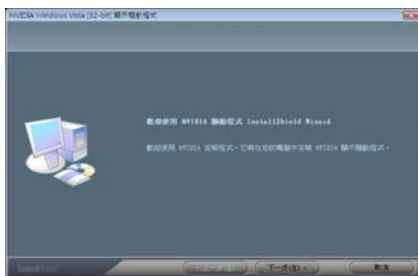 NVIDIA Windows Vista (32-bit) 顯示驅動程式
歡迎使用 NVIDIA 驅動程式 InstallShield Wizard
歡迎使用 NVIDIA 安裝程式。它將在您的電腦中安裝 NVIDIA 顯示驅動程式。
InstallShield
下一步(N) >
取消